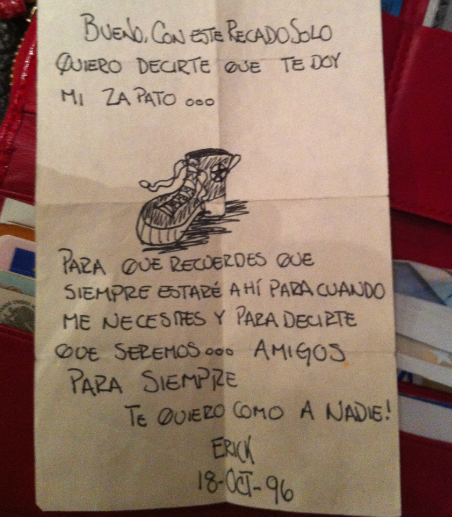 BUENO, CON ESTE RECADO SOLO
QUIERO DECIRTE QUE TE DOY
MI ZAPATO...
PARA QUE RECUERDES QUE
SIEMPRE ESTARÉ AHÍ PARA CUANDO
ME NECESITES Y PARA DECIRTE
QUE SEREMOS... AMIGOS
PARA SIEMPRE
TE QUIERO COMO A NADIE!
ERICK
18-OCT-96